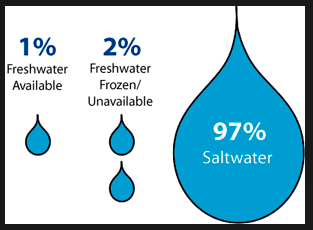 1%
Freshwater
Available
2%
Freshwater
Frozen/
Unavailable
97%
Saltwater